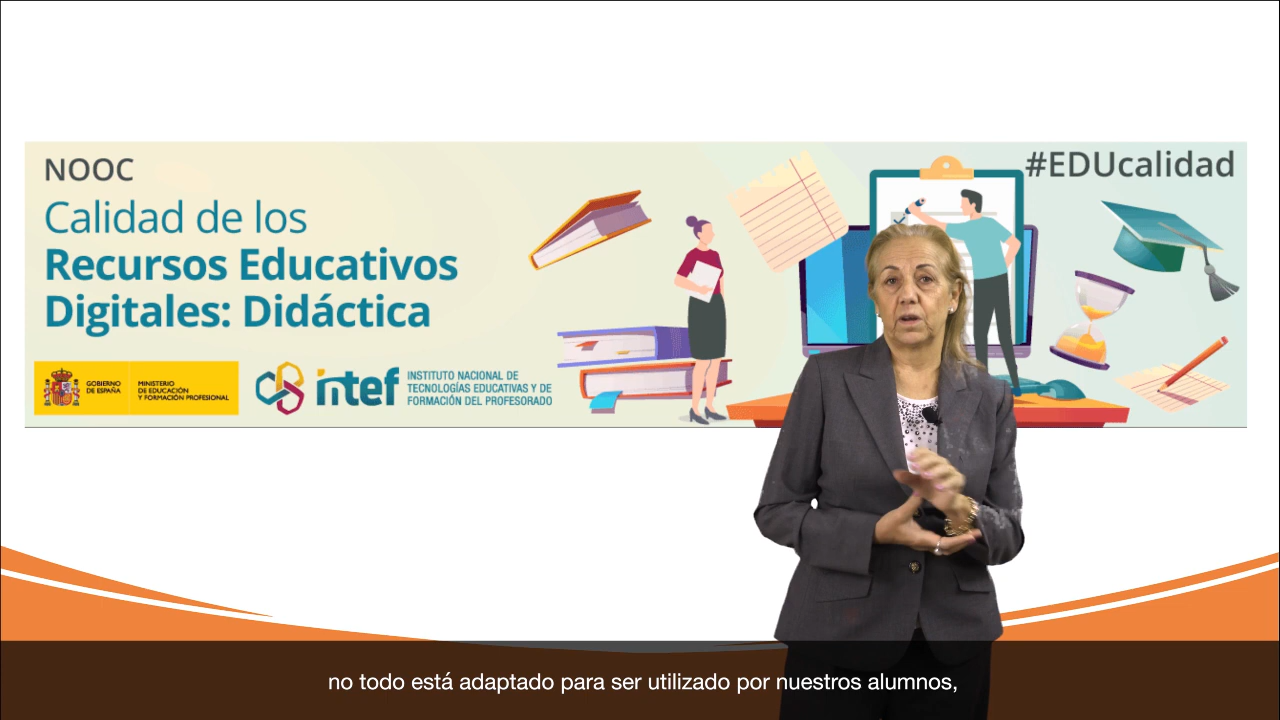 NOOC
#EDUcalidad
Calidad de los
Recursos Educativos
Digitales: Didáctica
GOBIERNO
DE ESPAÑA
MINISTERIO
DE EDUCACIÓN
Y FORMACIÓN PROFESIONAL
intef
INSTITUTO NACIONAL DE
TECNOLOGÍAS EDUCATIVAS Y DE
FORMACIÓN DEL PROFESORADO
no todo está adaptado para ser utilizado por nuestros alumnos,